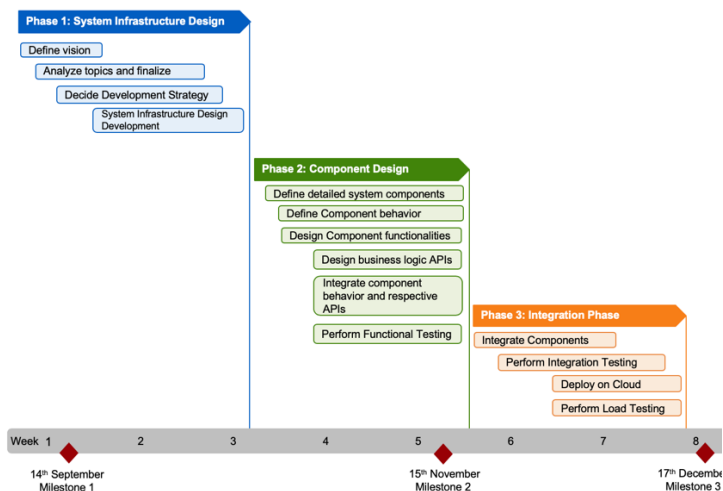 Phase 1: System Infrastructure Design
Define vision
Analyze topics and finalize
Decide Development Strategy
System Infrastructure Design
Development
Phase 2: Component Design
Define detailed system components
Define Component behavior
Design Component functionalities
Design business logic APIs
Integrate component
behavior and respective
APIs
Perform Functional Testing
Phase 3: Integration Phase
Integrate Components
Perform Integration Testing
Deploy on Cloud
Perform Load Testing
Week 1 2 3 4 5 6 7 8
14th September
Milestone 1
15th November
Milestone 2
17th Decembe
Milestone 3